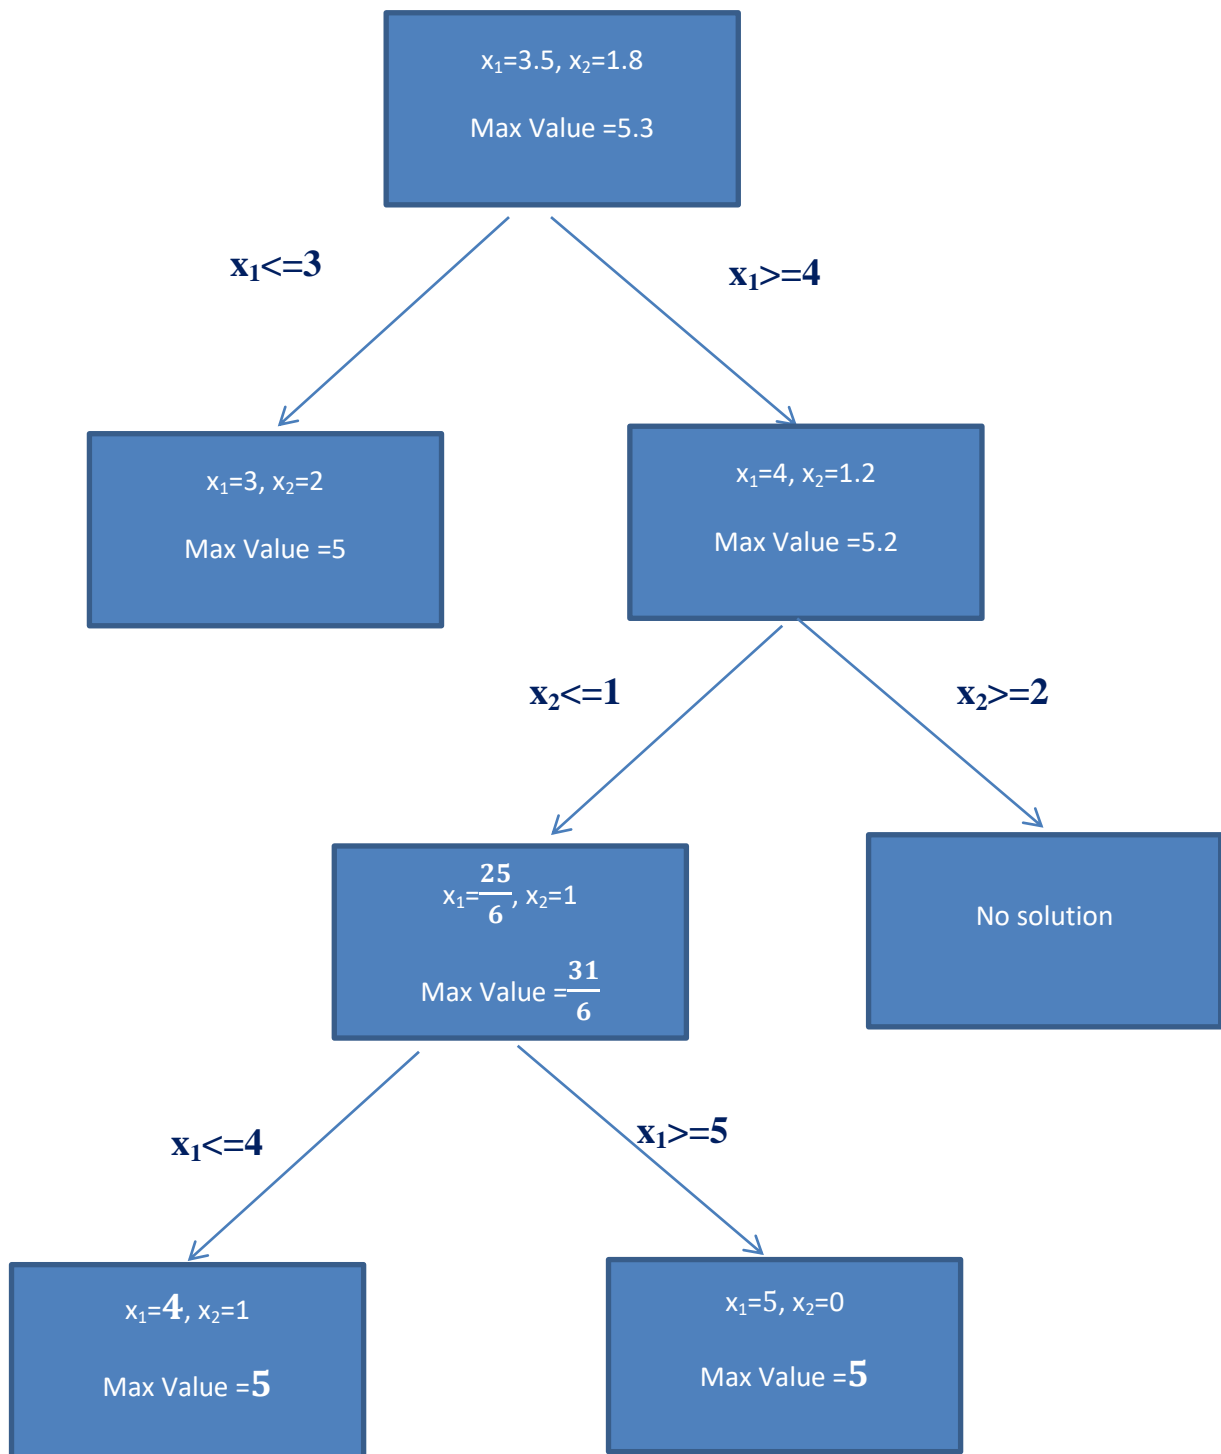 x₁=3.5, x₂=1.8
Max Value =5.3
x₁<=3
x₁>=4
x₁=3, x₂=2
Max Value =5
x₁=4, x₂=1.2
Max Value =5.2
x₂<=1
x₂>=2
x₁=25/6, x₂=1
Max Value =31/6
No solution
x₁<=4
x₁>=5
x₁=4, x₂=1
Max Value =5
x₁=5, x₂=0
Max Value =5